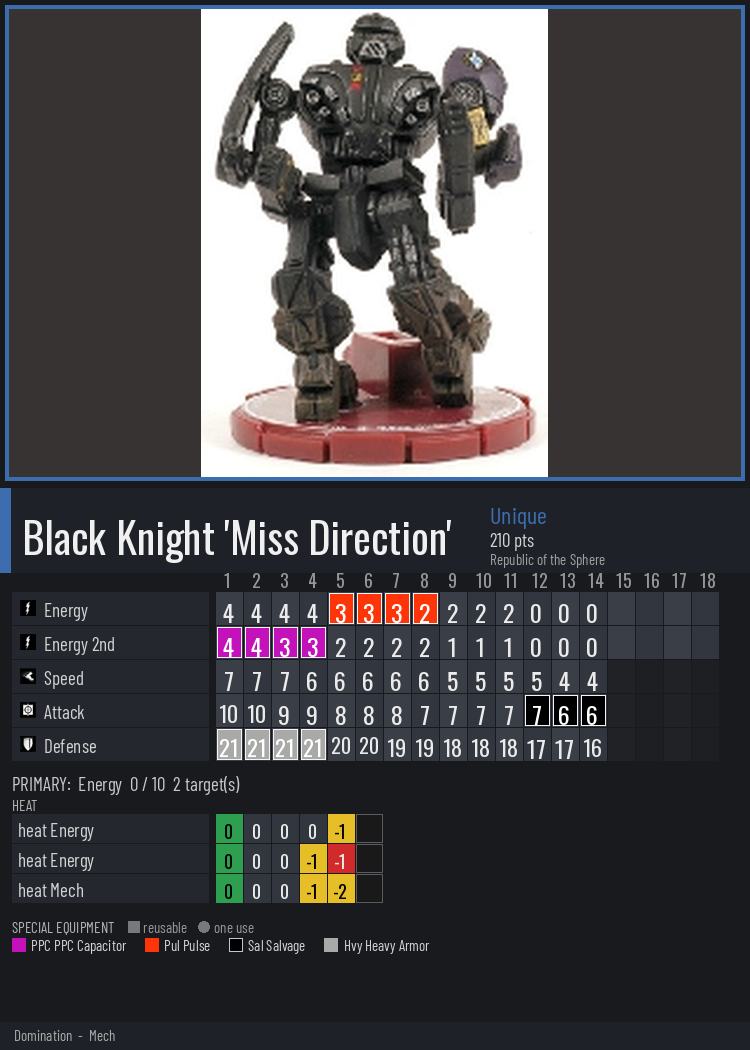 Black Knight 'Miss Direction'
Unique
210 pts
Republic of the Sphere
1 2 3 4 5 6 7 8 9 10 11 12 13 14 15 16 17 18
Energy 4 4 4 4 3 3 3 2 2 2 2 0 0 0
Energy 2nd 4 4 3 3 2 2 2 2 1 1 1 0 0 0
Speed 7 7 7 6 6 6 6 6 5 5 5 5 4 4
Attack 10 10 9 9 8 8 8 7 7 7 7 7 6 6
Defense 21 21 21 21 20 20 19 19 18 18 18 17 17 16
PRIMARY: Energy 0 / 10 2 target(s)
HEAT
heat Energy 0 0 0 0 -1
heat Energy 0 0 0 -1 -1
heat Mech 0 0 0 -1 -2
SPECIAL EQUIPMENT reusable one use
PPC PPC Capacitor Pul Pulse Sal Salvage Hvy Heavy Armor
Domination - Mech